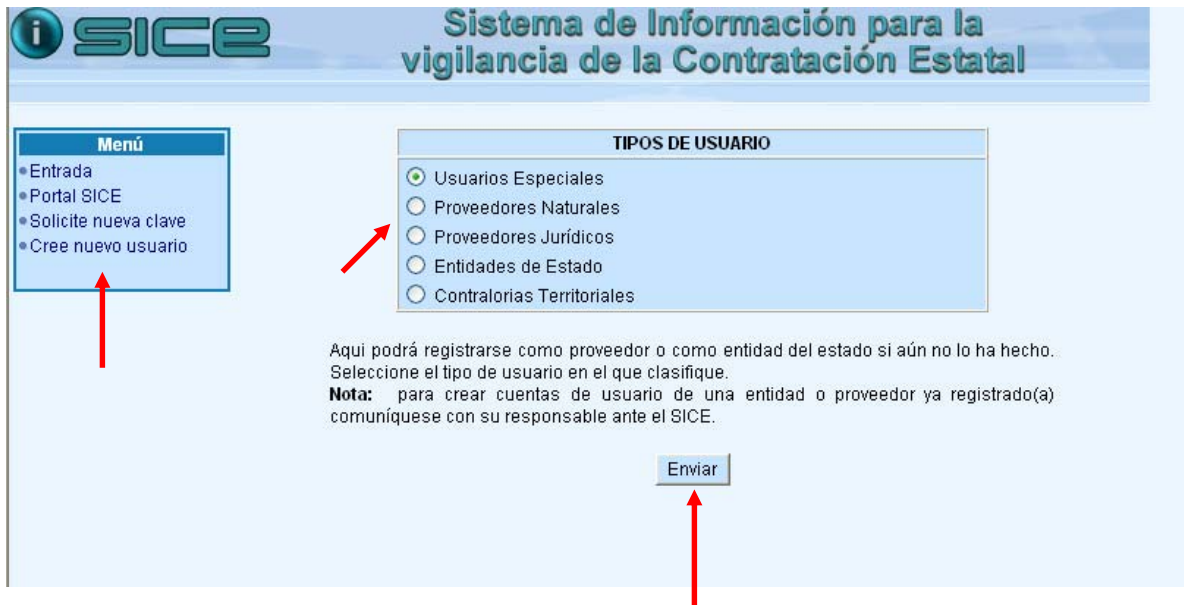 i SICE
Sistema de Información para la
vigilancia de la Contratación Estatal
Menú
Entrada
Portal SICE
Solicite nueva clave
Cree nuevo usuario
TIPOS DE USUARIO
Usuarios Especiales
Proveedores Naturales
Proveedores Jurídicos
Entidades de Estado
Contralorias Territoriales
Aqui podrá registrarse como proveedor o como entidad del estado si aún no lo ha hecho.
Seleccione el tipo de usuario en el que clasifique.
Nota: para crear cuentas de usuario de una entidad o proveedor ya registrado(a)
comuníquese con su responsable ante el SICE.
Enviar